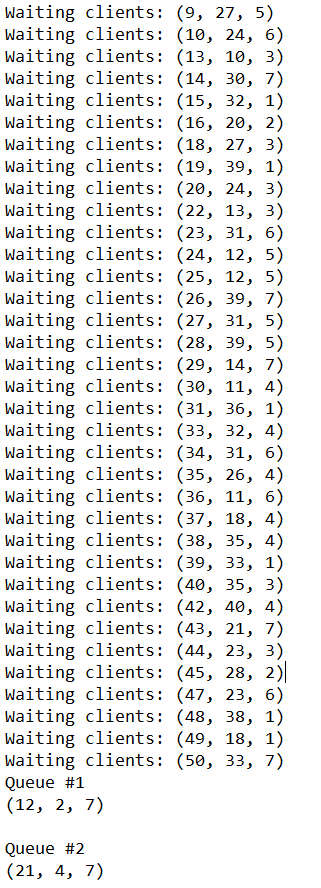 Waiting clients: (9, 27, 5)
Waiting clients: (10, 24, 6)
Waiting clients: (13, 10, 3)
Waiting clients: (14, 30, 7)
Waiting clients: (15, 32, 1)
Waiting clients: (16, 20, 2)
Waiting clients: (18, 27, 3)
Waiting clients: (19, 39, 1)
Waiting clients: (20, 24, 3)
Waiting clients: (22, 13, 3)
Waiting clients: (23, 31, 6)
Waiting clients: (24, 12, 5)
Waiting clients: (25, 12, 5)
Waiting clients: (26, 39, 7)
Waiting clients: (27, 31, 5)
Waiting clients: (28, 39, 5)
Waiting clients: (29, 14, 7)
Waiting clients: (30, 11, 4)
Waiting clients: (31, 36, 1)
Waiting clients: (33, 32, 4)
Waiting clients: (34, 31, 6)
Waiting clients: (35, 26, 4)
Waiting clients: (36, 11, 6)
Waiting clients: (37, 18, 4)
Waiting clients: (38, 35, 4)
Waiting clients: (39, 33, 1)
Waiting clients: (40, 35, 3)
Waiting clients: (42, 40, 4)
Waiting clients: (43, 21, 7)
Waiting clients: (44, 23, 3)
Waiting clients: (45, 28, 2)
Waiting clients: (47, 23, 6)
Waiting clients: (48, 38, 1)
Waiting clients: (49, 18, 1)
Waiting clients: (50, 33, 7)
Queue #1
(12, 2, 7)
Queue #2
(21, 4, 7)